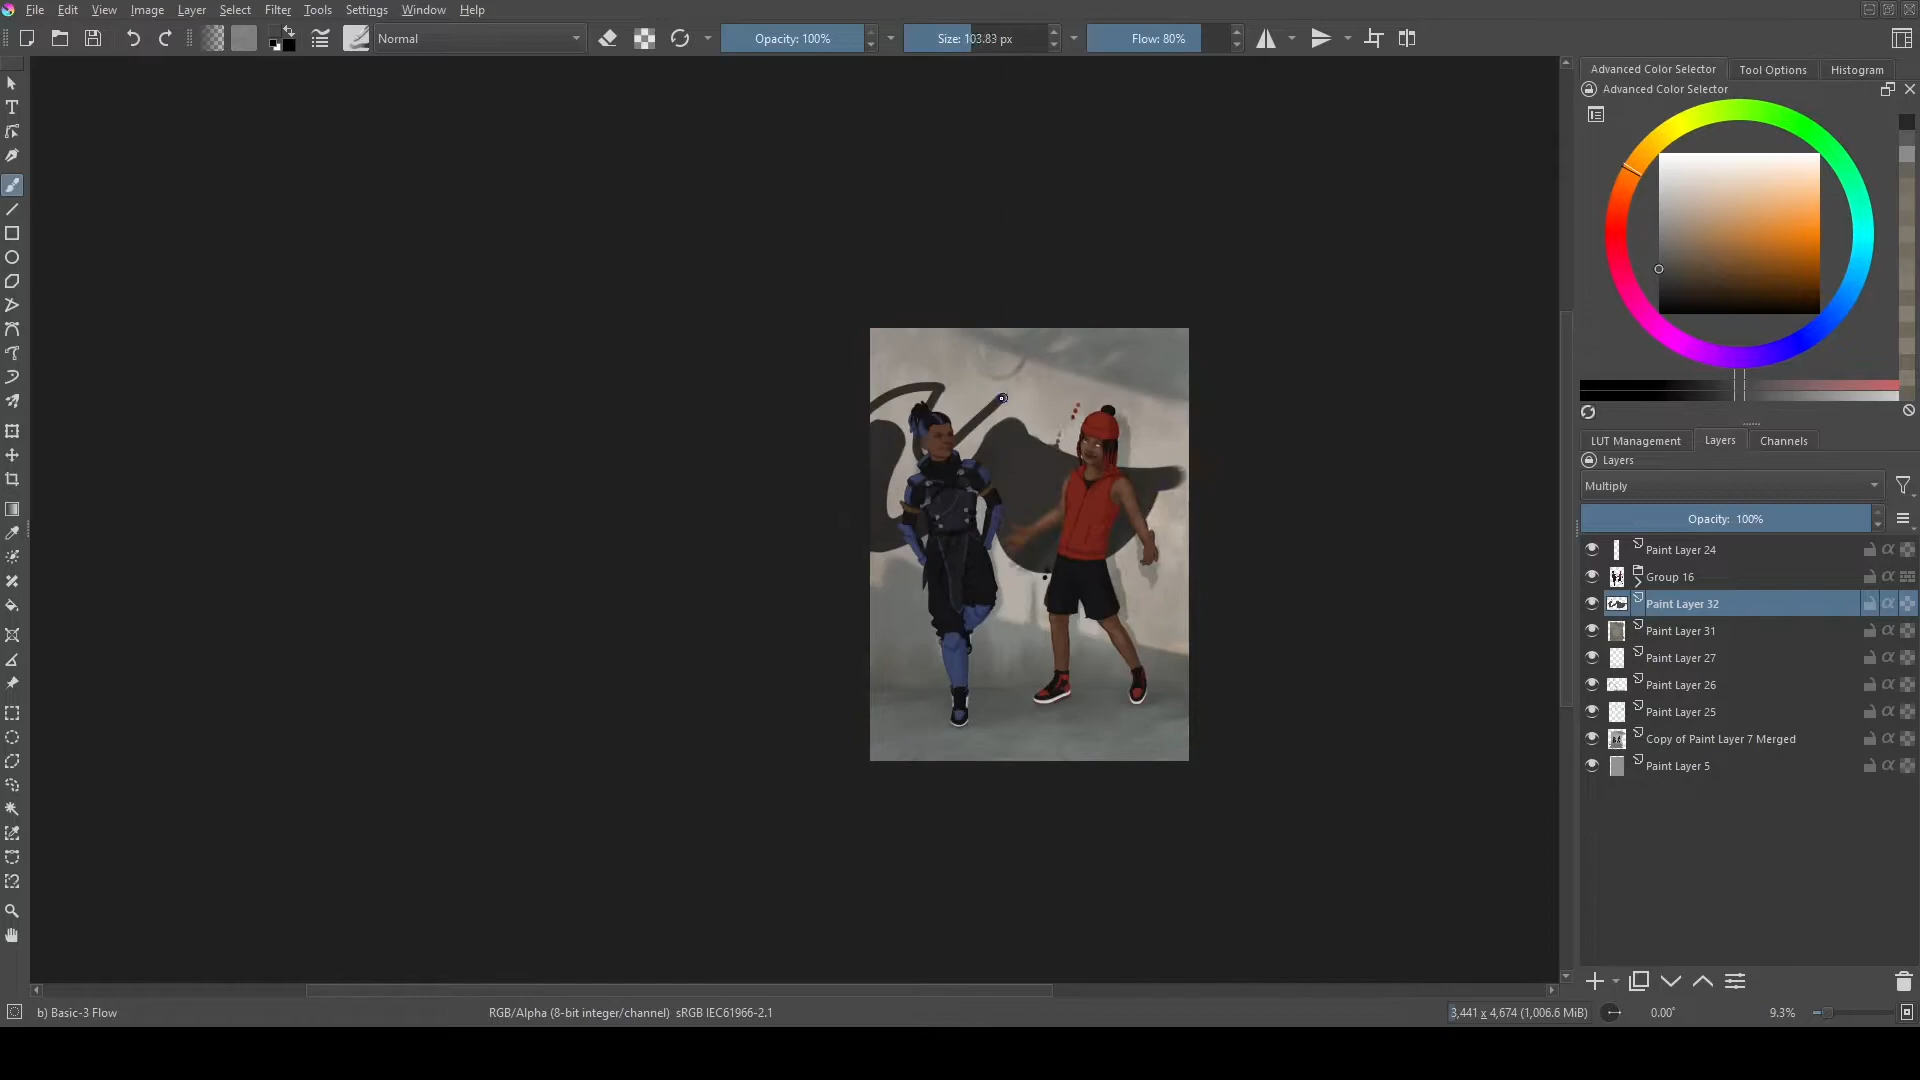 File Edit View Image Layer Select Filter Tools Settings Window Help
Normal Opacity: 100% Size: 103.83 px Flow: 80%
Advanced Color Selector Tool Options Histogram
Advanced Color Selector
LUT Management Layers Channels
Layers
Multiply
Opacity: 100%
Paint Layer 24
Group 16
Paint Layer 32
Paint Layer 31
Paint Layer 27
Paint Layer 26
Paint Layer 25
Copy of Paint Layer 7 Merged
Paint Layer 5
b) Basic-3 Flow RGB/Alpha (8-bit integer/channel) sRGB IEC61966-2.1 3,441 x 4,674 (1,006.6 MiB) 0.00° 9.3%